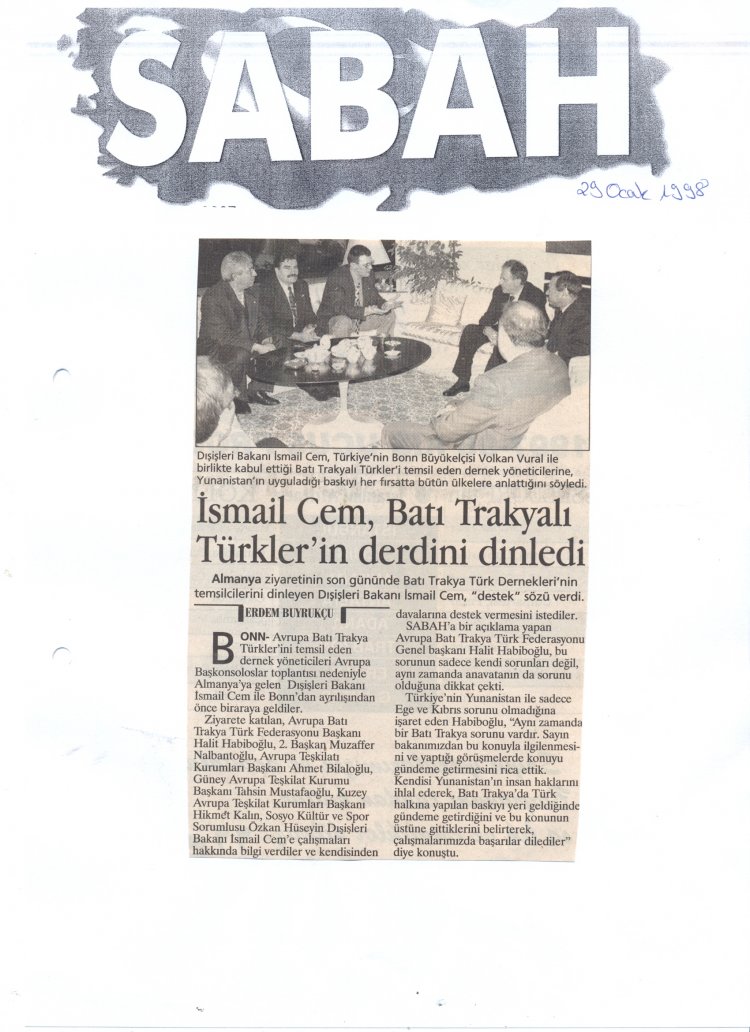 SABAH
29 Ocak 1998
Dışişleri Bakanı İsmail Cem, Türkiye'nin Bonn Büyükelçisi Volkan Vural ile
birlikte kabul ettiği Batı Trakyalı Türkler'i temsil eden dernek yöneticilerine,
Yunanistan'ın uyguladığı baskıyı her fırsatta bütün ülkelere anlattığını söyledi.
İsmail Cem, Batı Trakyalı
Türkler'in derdini dinledi
Almanya ziyaretinin son gününde Batı Trakya Türk Dernekleri'nin
temsilcilerini dinleyen Dışişleri Bakanı İsmail Cem, "destek" sözü verdi.
ERDEM BUYRUKÇU
BONN- Avrupa Batı Trakya
Türkler'ini temsil eden
dernek yöneticileri Avrupa
Başkonsoloslar toplantısı nedeniyle
Almanya'ya gelen Dışişleri Bakanı
İsmail Cem ile Bonn'dan ayrılışından
önce biraraya geldiler.
Ziyarete katılan, Avrupa Batı
Trakya Türk Federasyonu Başkanı
Halit Habiboğlu, 2. Başkan Muzaffer
Nalbantoğlu, Avrupa Teşkilatı
Kurumları Başkanı Ahmet Bilaloğlu,
Güney Avrupa Teşkilat Kurumu
Başkanı Tahsin Mustafaoğlu, Kuzey
Avrupa Teşkilat Kurumları Başkanı
Hikmet Kalın, Sosyo Kültür ve Spor
Sorumlusu Özkan Hüseyin Dışişleri
Bakanı İsmail Cem'e çalışmaları
hakkında bilgi verdiler ve kendisinden
davalarına destek vermesini istediler.
SABAH'a bir açıklama yapan
Avrupa Batı Trakya Türk Federasyonu
Genel başkanı Halit Habiboğlu, bu
sorunun sadece kendi sorunları değil,
aynı zamanda anavatanın da sorunu
olduğuna dikkat çekti.
Türkiye'nin Yunanistan ile sadece
Ege ve Kıbrıs sorunu olmadığına
işaret eden Habiboğlu, "Aynı zamanda
bir Batı Trakya sorunu vardır. Sayın
bakanımızdan bu konuyla ilgilenmesi-
ni ve yaptığı görüşmelerde konuyu
gündeme getirmesini rica ettik.
Kendisi Yunanistan'ın insan haklarını
ihlal ederek, Batı Trakya'da Türk
halkına yapılan baskıyı yeri geldiğinde
gündeme getirdiğini ve bu konunun
üstüne gittiklerini belirterek,
çalışmalarımızda başarılar dilediler"
diye konuştu.